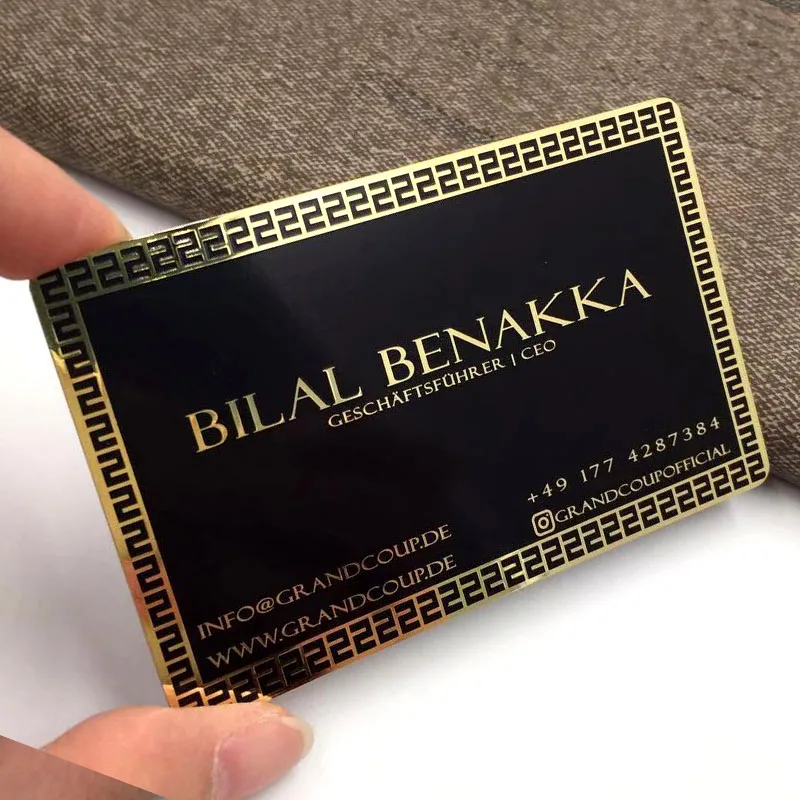 BILAL BENAKKA
GESCHÄFTSFÜHRER | CEO
+49 177 4287384
GRANDCOUPOFFICIAL
INFO@GRANDCOUP.DE
WWW.GRANDCOUP.DE